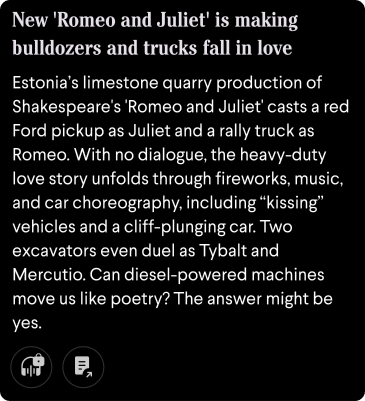 New 'Romeo and Juliet' is making
bulldozers and trucks fall in love
Estonia’s limestone quarry production of
Shakespeare's 'Romeo and Juliet' casts a red
Ford pickup as Juliet and a rally truck as
Romeo. With no dialogue, the heavy-duty
love story unfolds through fireworks, music,
and car choreography, including “kissing”
vehicles and a cliff-plunging car. Two
excavators even duel as Tybalt and
Mercutio. Can diesel-powered machines
move us like poetry? The answer might be
yes.